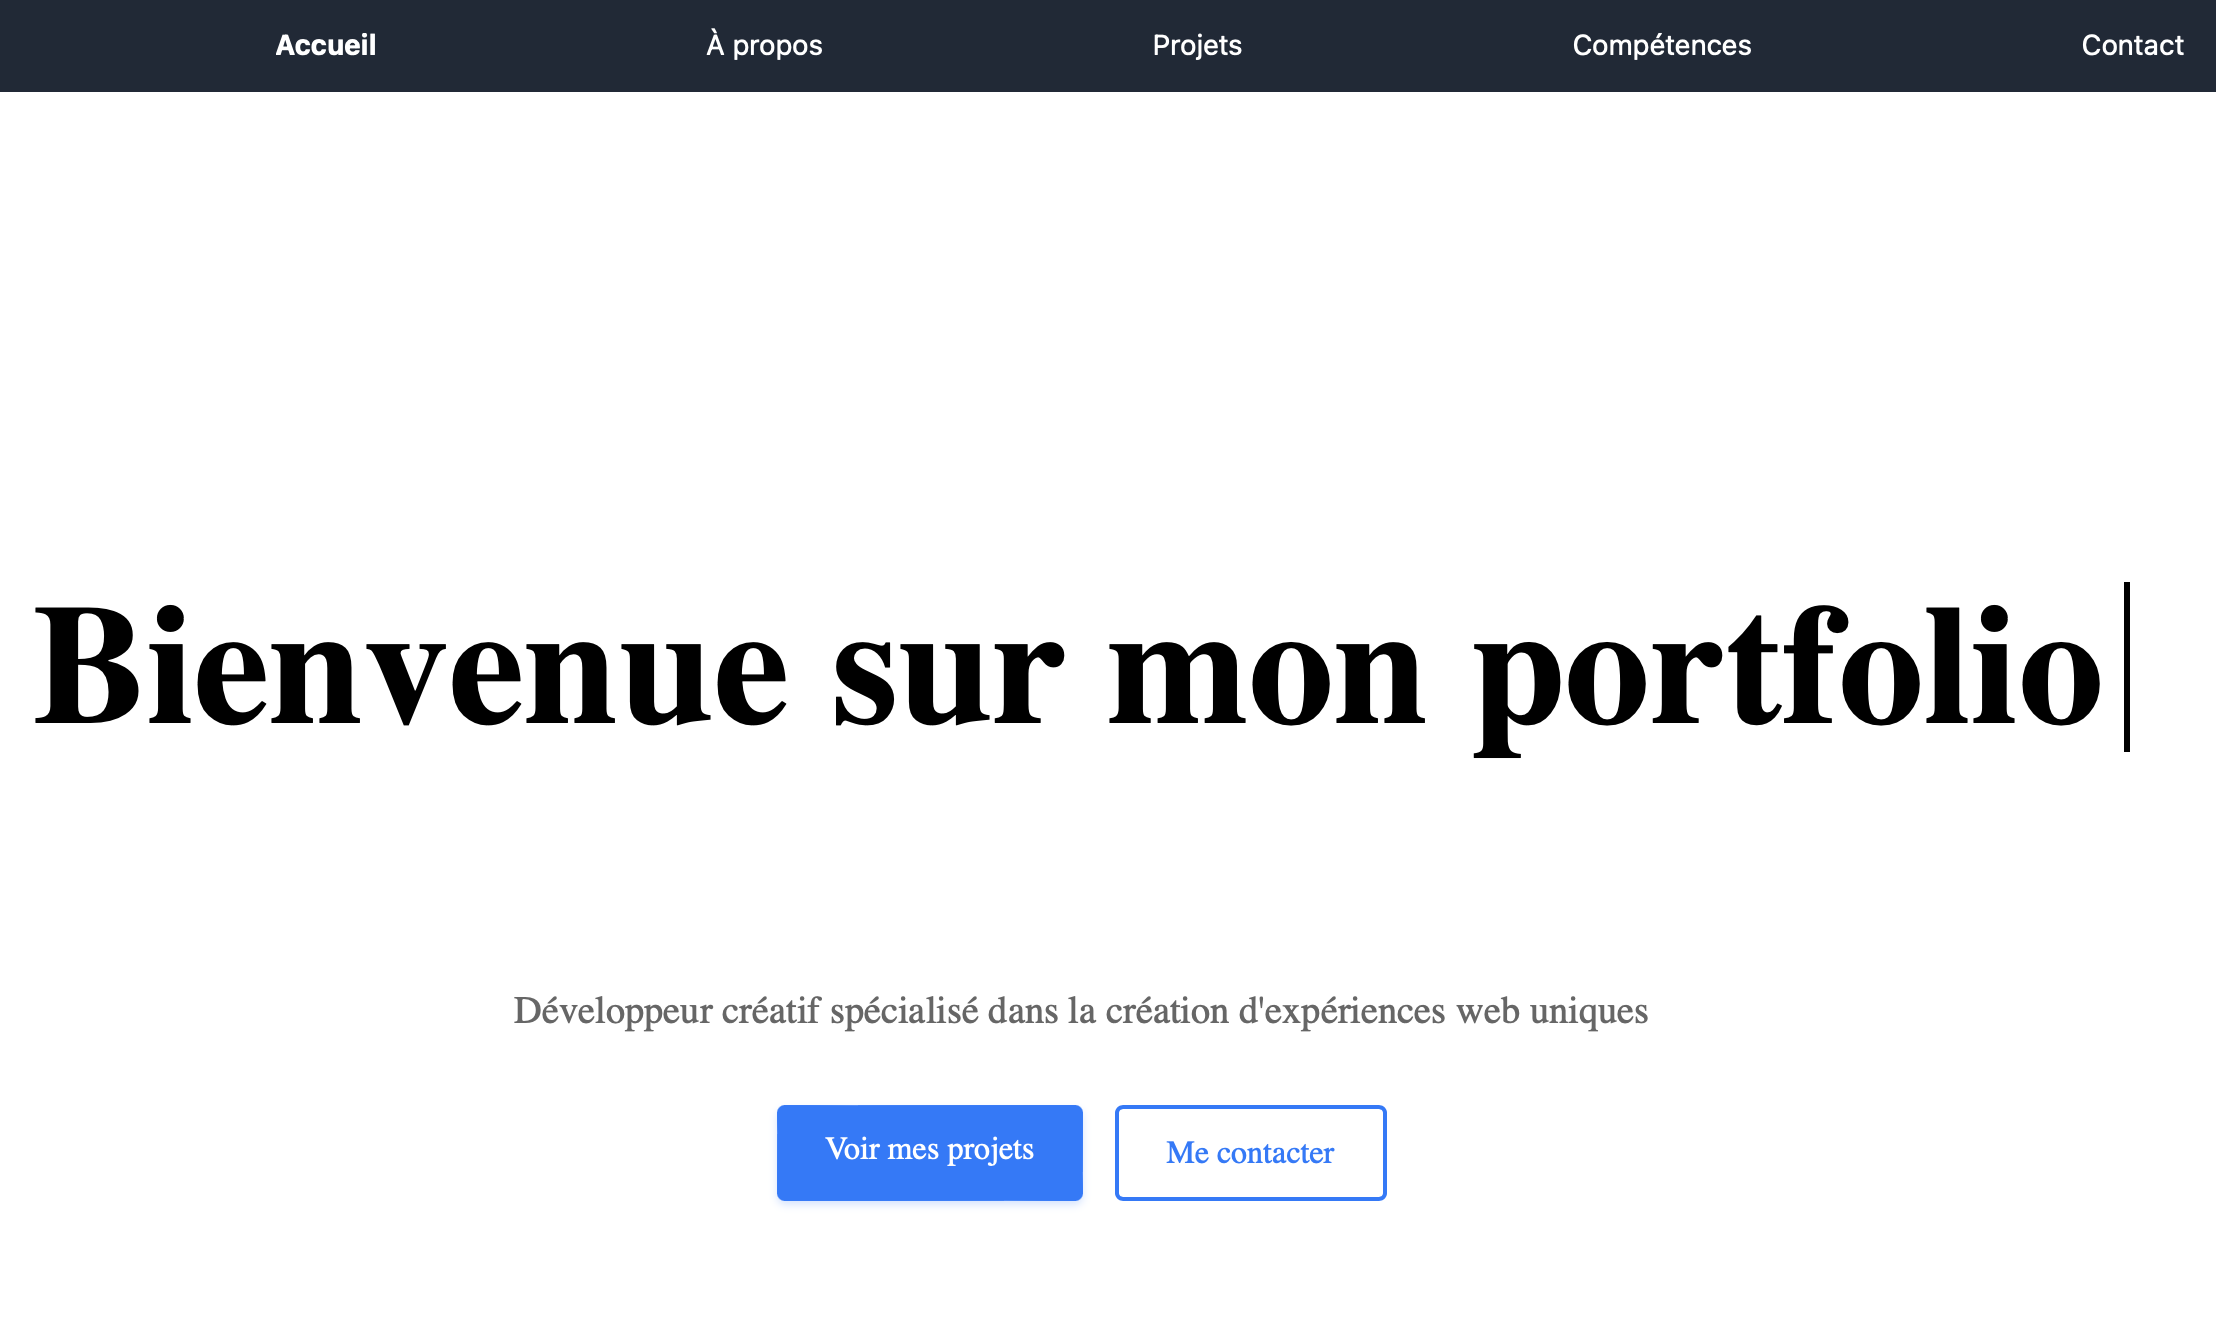 Accueil À propos Projets Compétences Contact
Bienvenue sur mon portfolio
Développeur créatif spécialisé dans la création d'expériences web uniques
Voir mes projets Me contacter